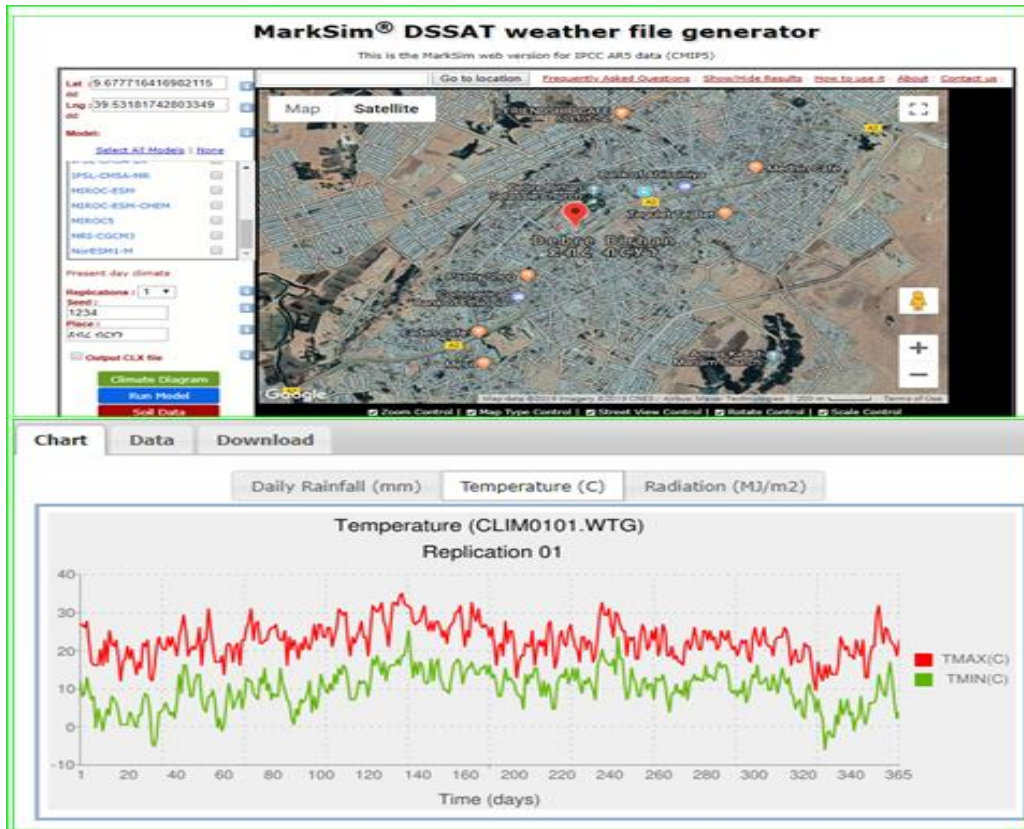 MarkSim® DSSAT weather file generator
This is the MarkSim web version for IPCC AR5 data (CMIP5)
Lat : 9.677716416982115
Lng : 39.53181742803349
Go to location Frequently Asked Questions Show/Hide Results How to use it About Contact us
Map Satellite
Model:
Select All Models | None
IPSL-CM5A-MR
MIROC-ESM
MIROC-ESM-CHEM
MIROC5
MRI-CGCM3
NorESM1-M
Present day climate
Replications : 1
Seed :
1234
Place :
Output CLX file
Climate Diagram
Run Model
Soil Data
A2
Debre Birhan
A2
Google
Terms of Use
Zoom Control | Map Type Control | Street View Control | Rotate Control | Scale Control
Chart Data Download
Daily Rainfall (mm) Temperature (C) Radiation (MJ/m2)
Temperature (CLIM0101.WTG)
Replication 01
40
30
20
10
0
-10
1 20 40 60 80 100 120 140 160 200 220 240 260 280 300 320 340 365
Time (days)
TMAX(C)
TMIN(C)